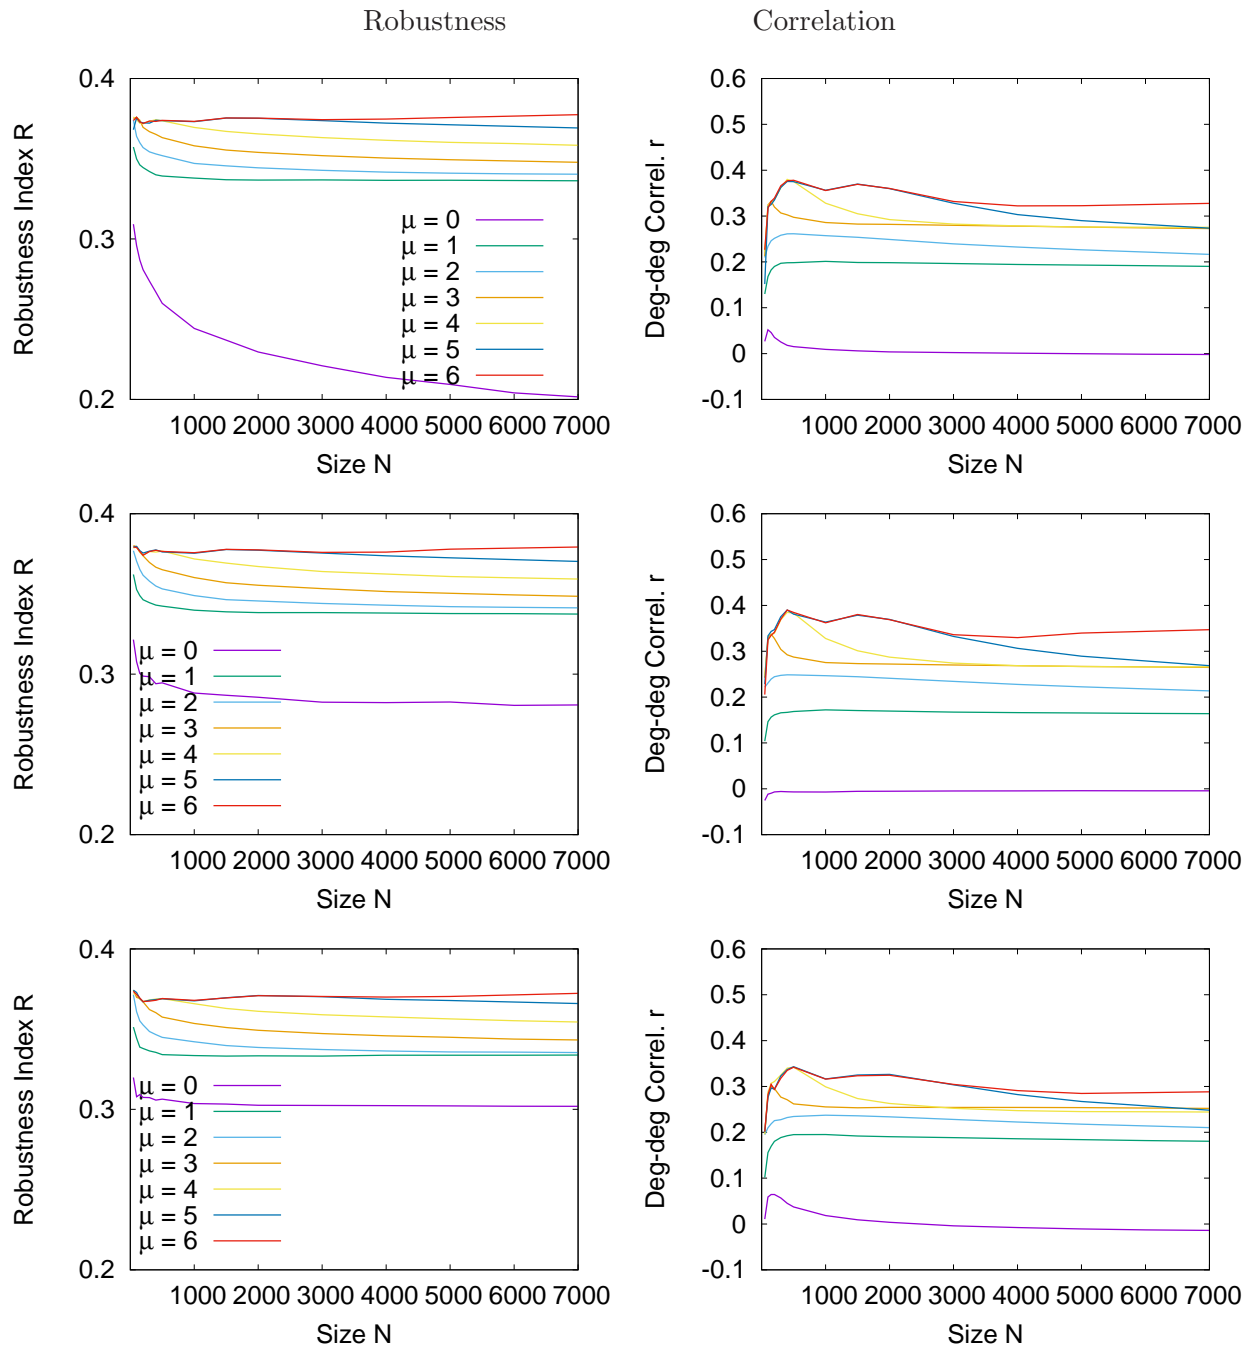 Robustness
Correlation
0.4
0.3
0.2
Robustness Index R
μ = 0
μ = 1
μ = 2
μ = 3
μ = 4
μ = 5
μ = 6
1000 2000 3000 4000 5000 6000 7000
Size N
0.6
0.5
0.4
0.3
0.2
0.1
0
-0.1
Deg-deg Correl. r
1000 2000 3000 4000 5000 6000 7000
Size N
0.4
0.3
0.2
Robustness Index R
μ = 0
μ = 1
μ = 2
μ = 3
μ = 4
μ = 5
μ = 6
1000 2000 3000 4000 5000 6000 7000
Size N
0.6
0.5
0.4
0.3
0.2
0.1
0
-0.1
Deg-deg Correl. r
1000 2000 3000 4000 5000 6000 7000
Size N
0.4
0.3
0.2
Robustness Index R
μ = 0
μ = 1
μ = 2
μ = 3
μ = 4
μ = 5
μ = 6
1000 2000 3000 4000 5000 6000 7000
Size N
0.6
0.5
0.4
0.3
0.2
0.1
0
-0.1
Deg-deg Correl. r
1000 2000 3000 4000 5000 6000 7000
Size N